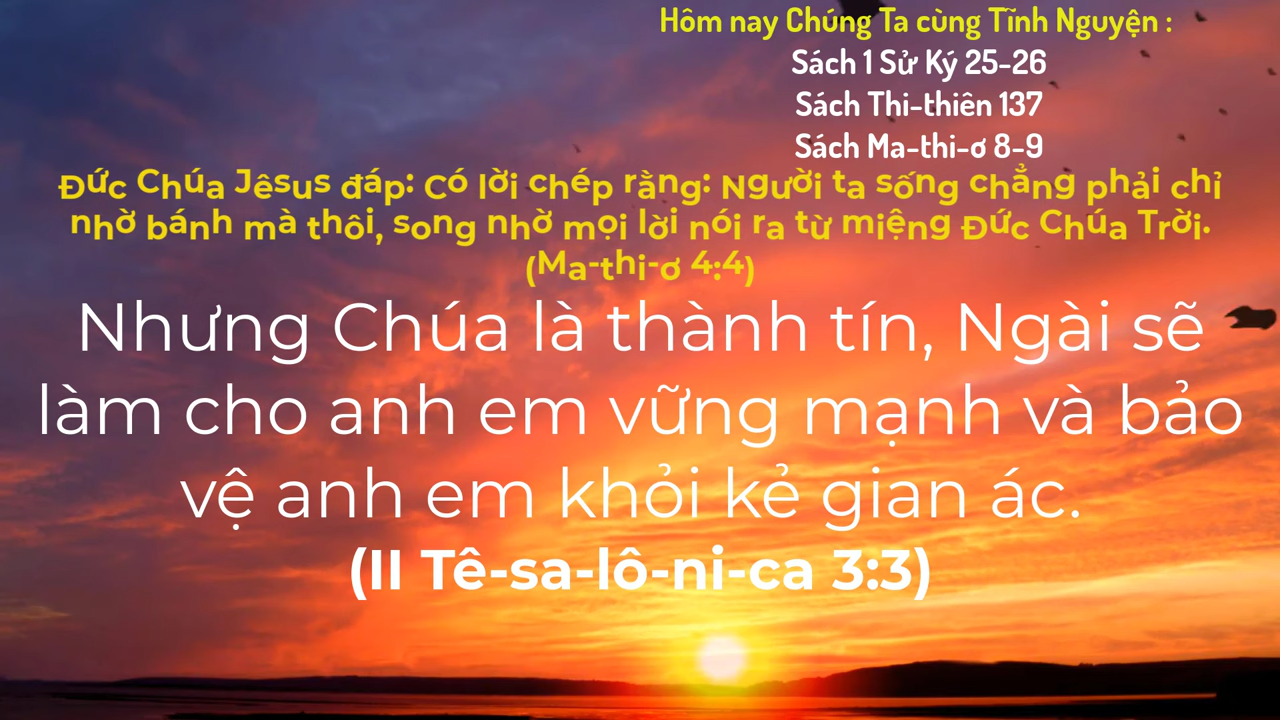 Hôm nay Chúng Ta cùng Tĩnh Nguyện :
Sách 1 Sử Ký 25-26
Sách Thi-thiên 137
Sách Ma-thi-ơ 8-9
Đức Chúa Jêsus đáp: Có lời chép rằng: Người ta sống chẳng phải chỉ
nhờ bánh mà thôi, song nhờ mọi lời nói ra từ miệng Đức Chúa Trời.
(Ma-thi-ơ 4:4)
Nhưng Chúa là thành tín, Ngài sẽ
làm cho anh em vững mạnh và bảo
vệ anh em khỏi kẻ gian ác.
(II Tê-sa-lô-ni-ca 3:3)